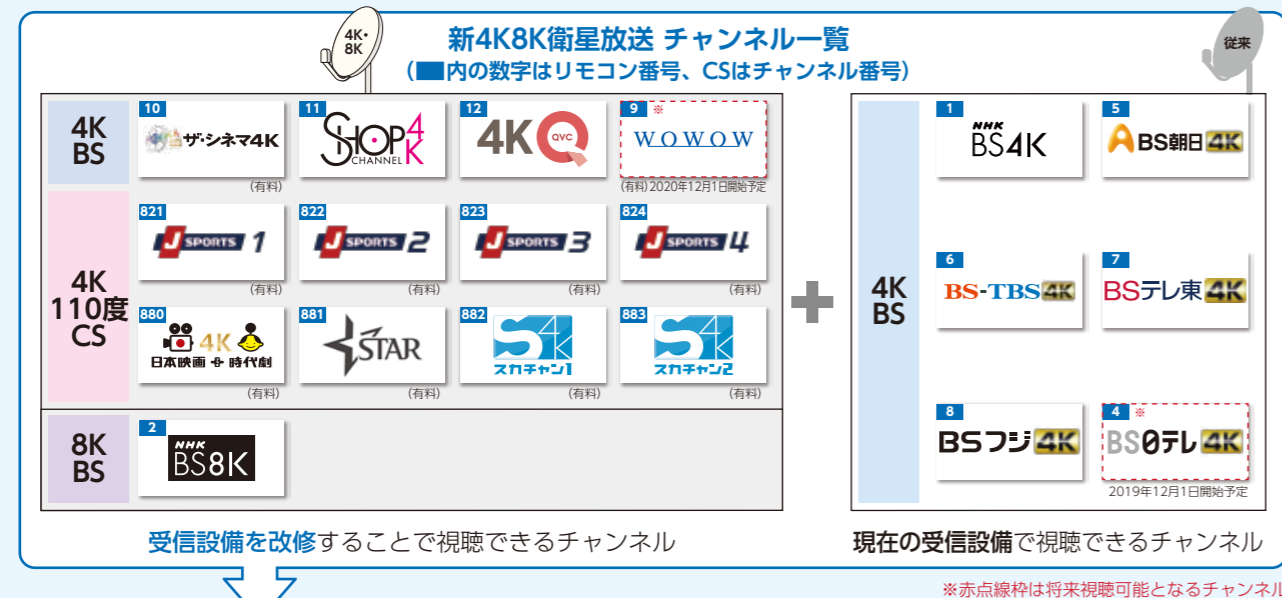 4K・
8K
新4K8K衛星放送 チャンネル一覧
(■内の数字はリモコン番号、CSはチャンネル番号)
従来
4K
BS
10
ザ・シネマ4K
(有料)
11
SHOP4K
CHANNEL
12
4K QVC
9 ※
WOWOW
(有料) 2020年12月1日開始予定
4K
110度
CS
821
J SPORTS 1
(有料)
822
J SPORTS 2
(有料)
823
J SPORTS 3
(有料)
824
J SPORTS 4
(有料)
880
4K
日本映画+時代劇
(有料)
881
STAR
(有料)
882
S4K
スカチャン1
(有料)
883
S4K
スカチャン2
(有料)
8K
BS
2
NHK
BS8K
受信設備を改修することで視聴できるチャンネル
+
4K
BS
1
NHK
BS4K
5
BS朝日 4K
6
BS-TBS 4K
7
BSテレ東 4K
8
BSフジ 4K
4 ※
BS日テレ 4K
2019年12月1日開始予定
現在の受信設備で視聴できるチャンネル
※赤点線枠は将来視聴可能となるチャンネル